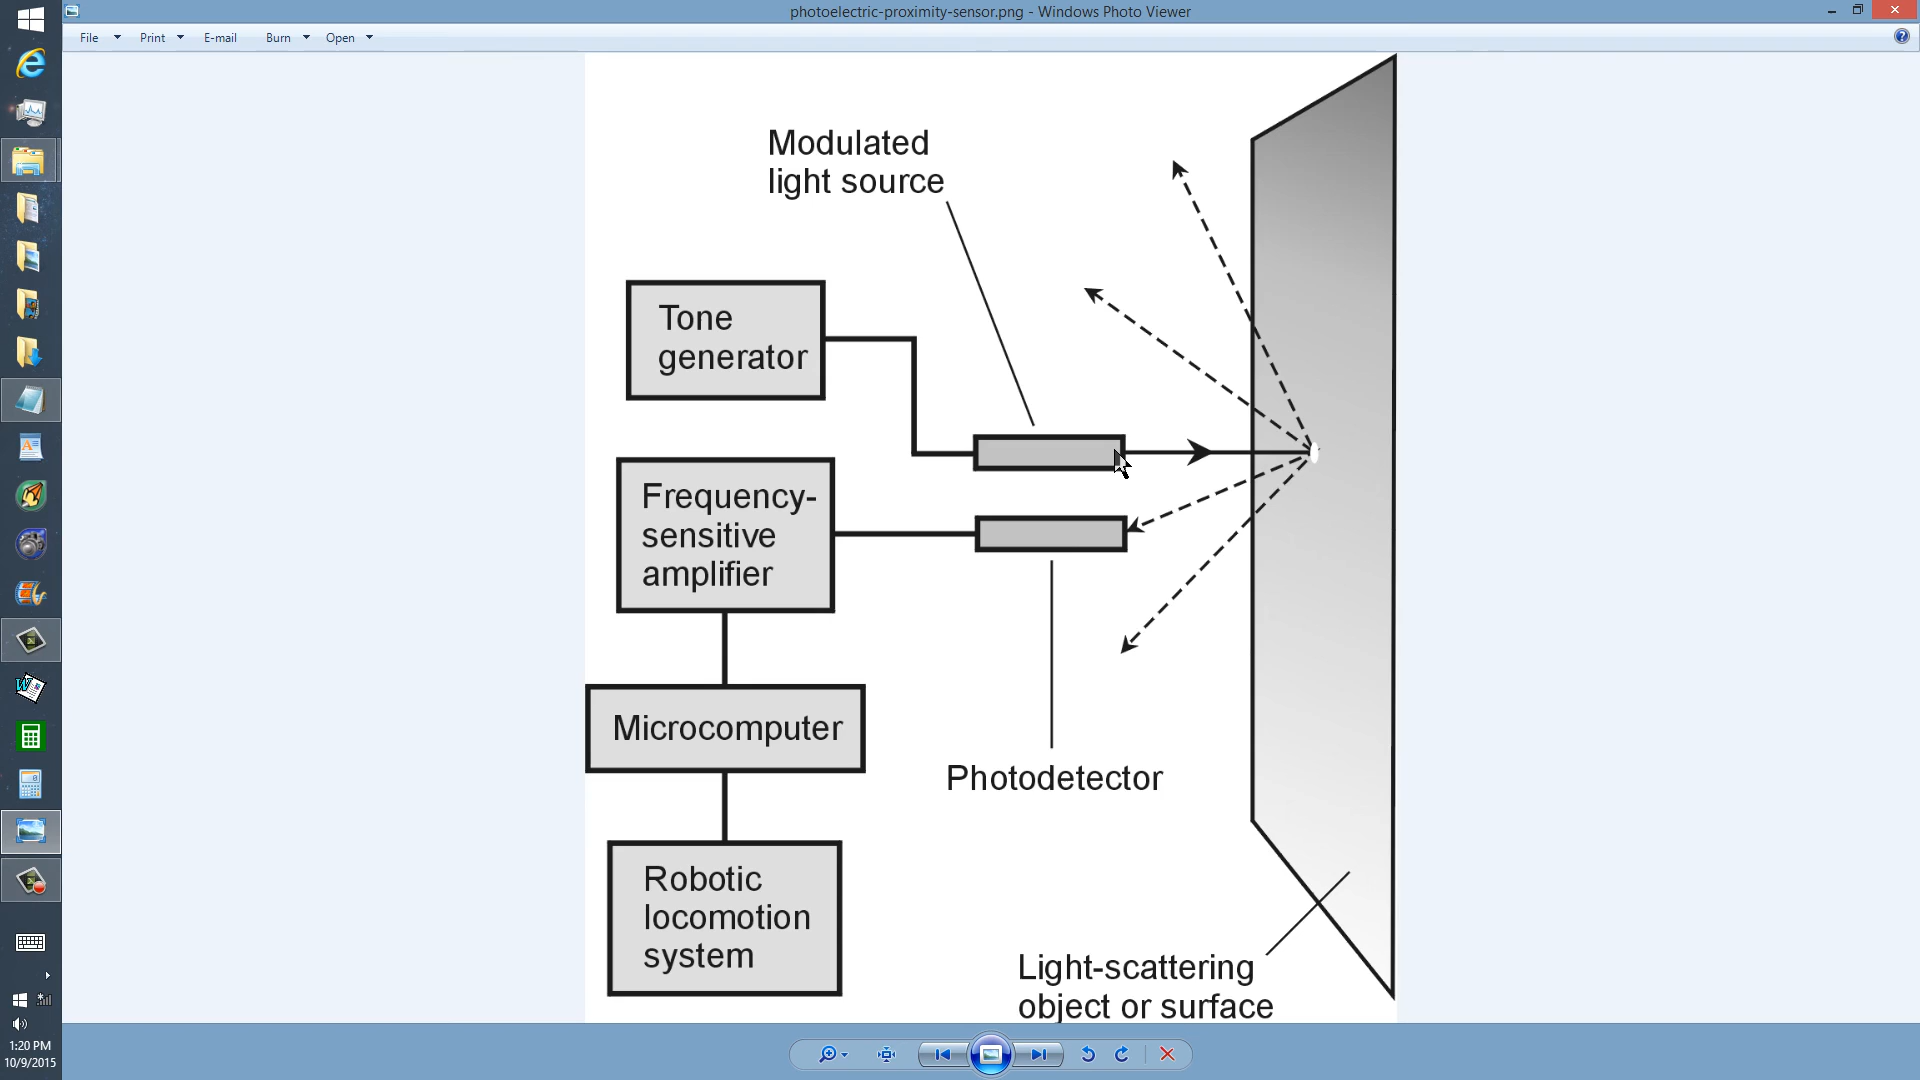 photoelectric-proximity-sensor.png - Windows Photo Viewer
File Print E-mail Burn Open
Modulated
light source
Tone
generator
Frequency-
sensitive
amplifier
Microcomputer
Photodetector
Robotic
locomotion
system
Light-scattering
object or surface
1:20 PM
10/9/2015